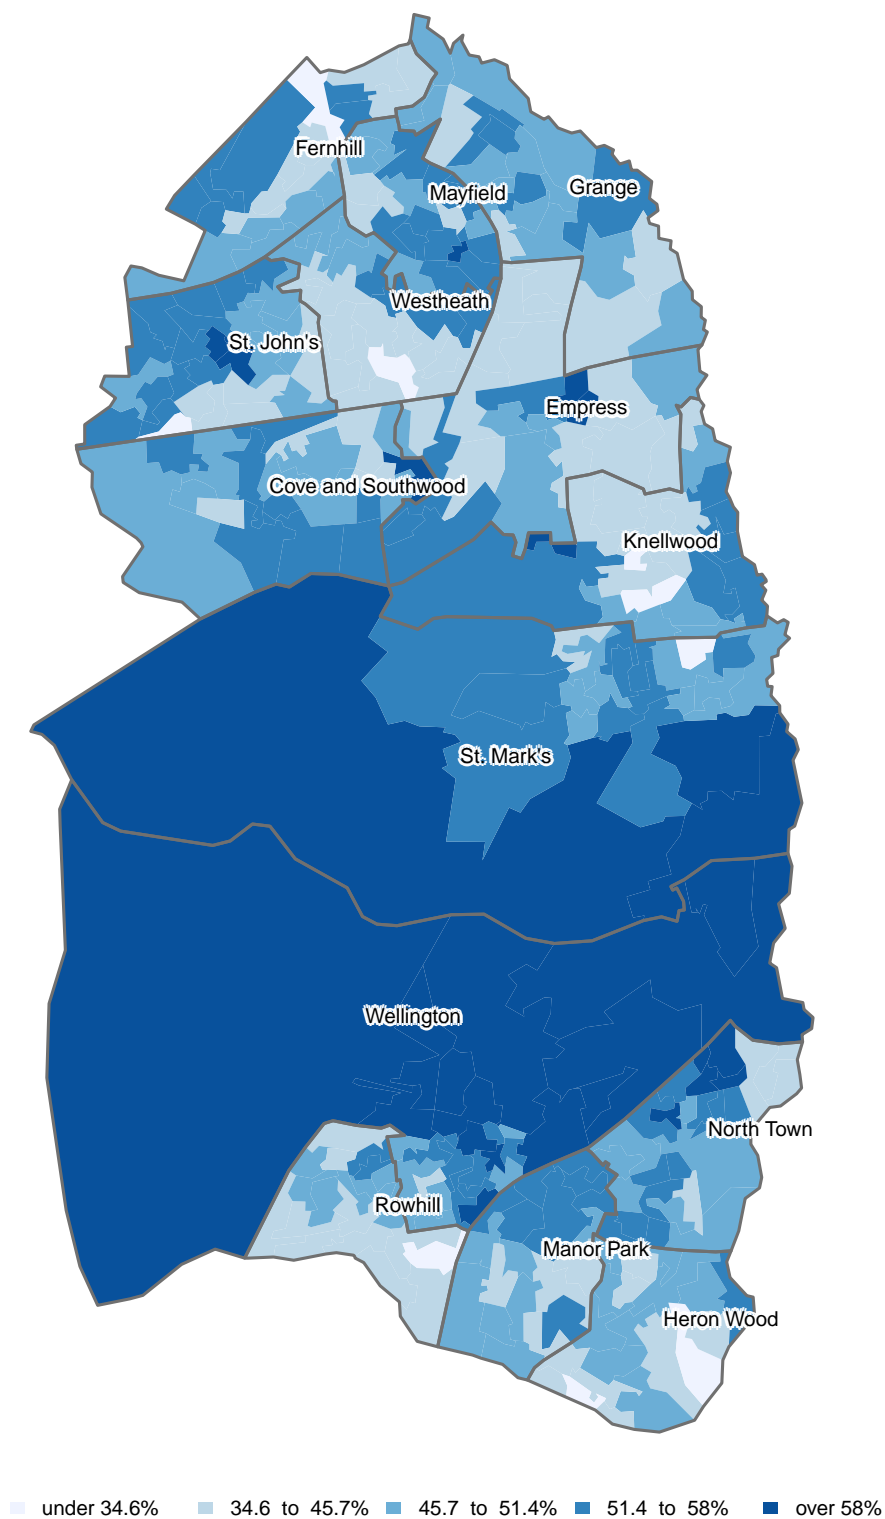 Fernhill
Mayfield
Grange
Westheath
St. John's
Empress
Cove and Southwood
Knellwood
St. Mark's
Wellington
North Town
Rowhill
Manor Park
Heron Wood
under 34.6%
34.6 to 45.7%
45.7 to 51.4%
51.4 to 58%
over 58%